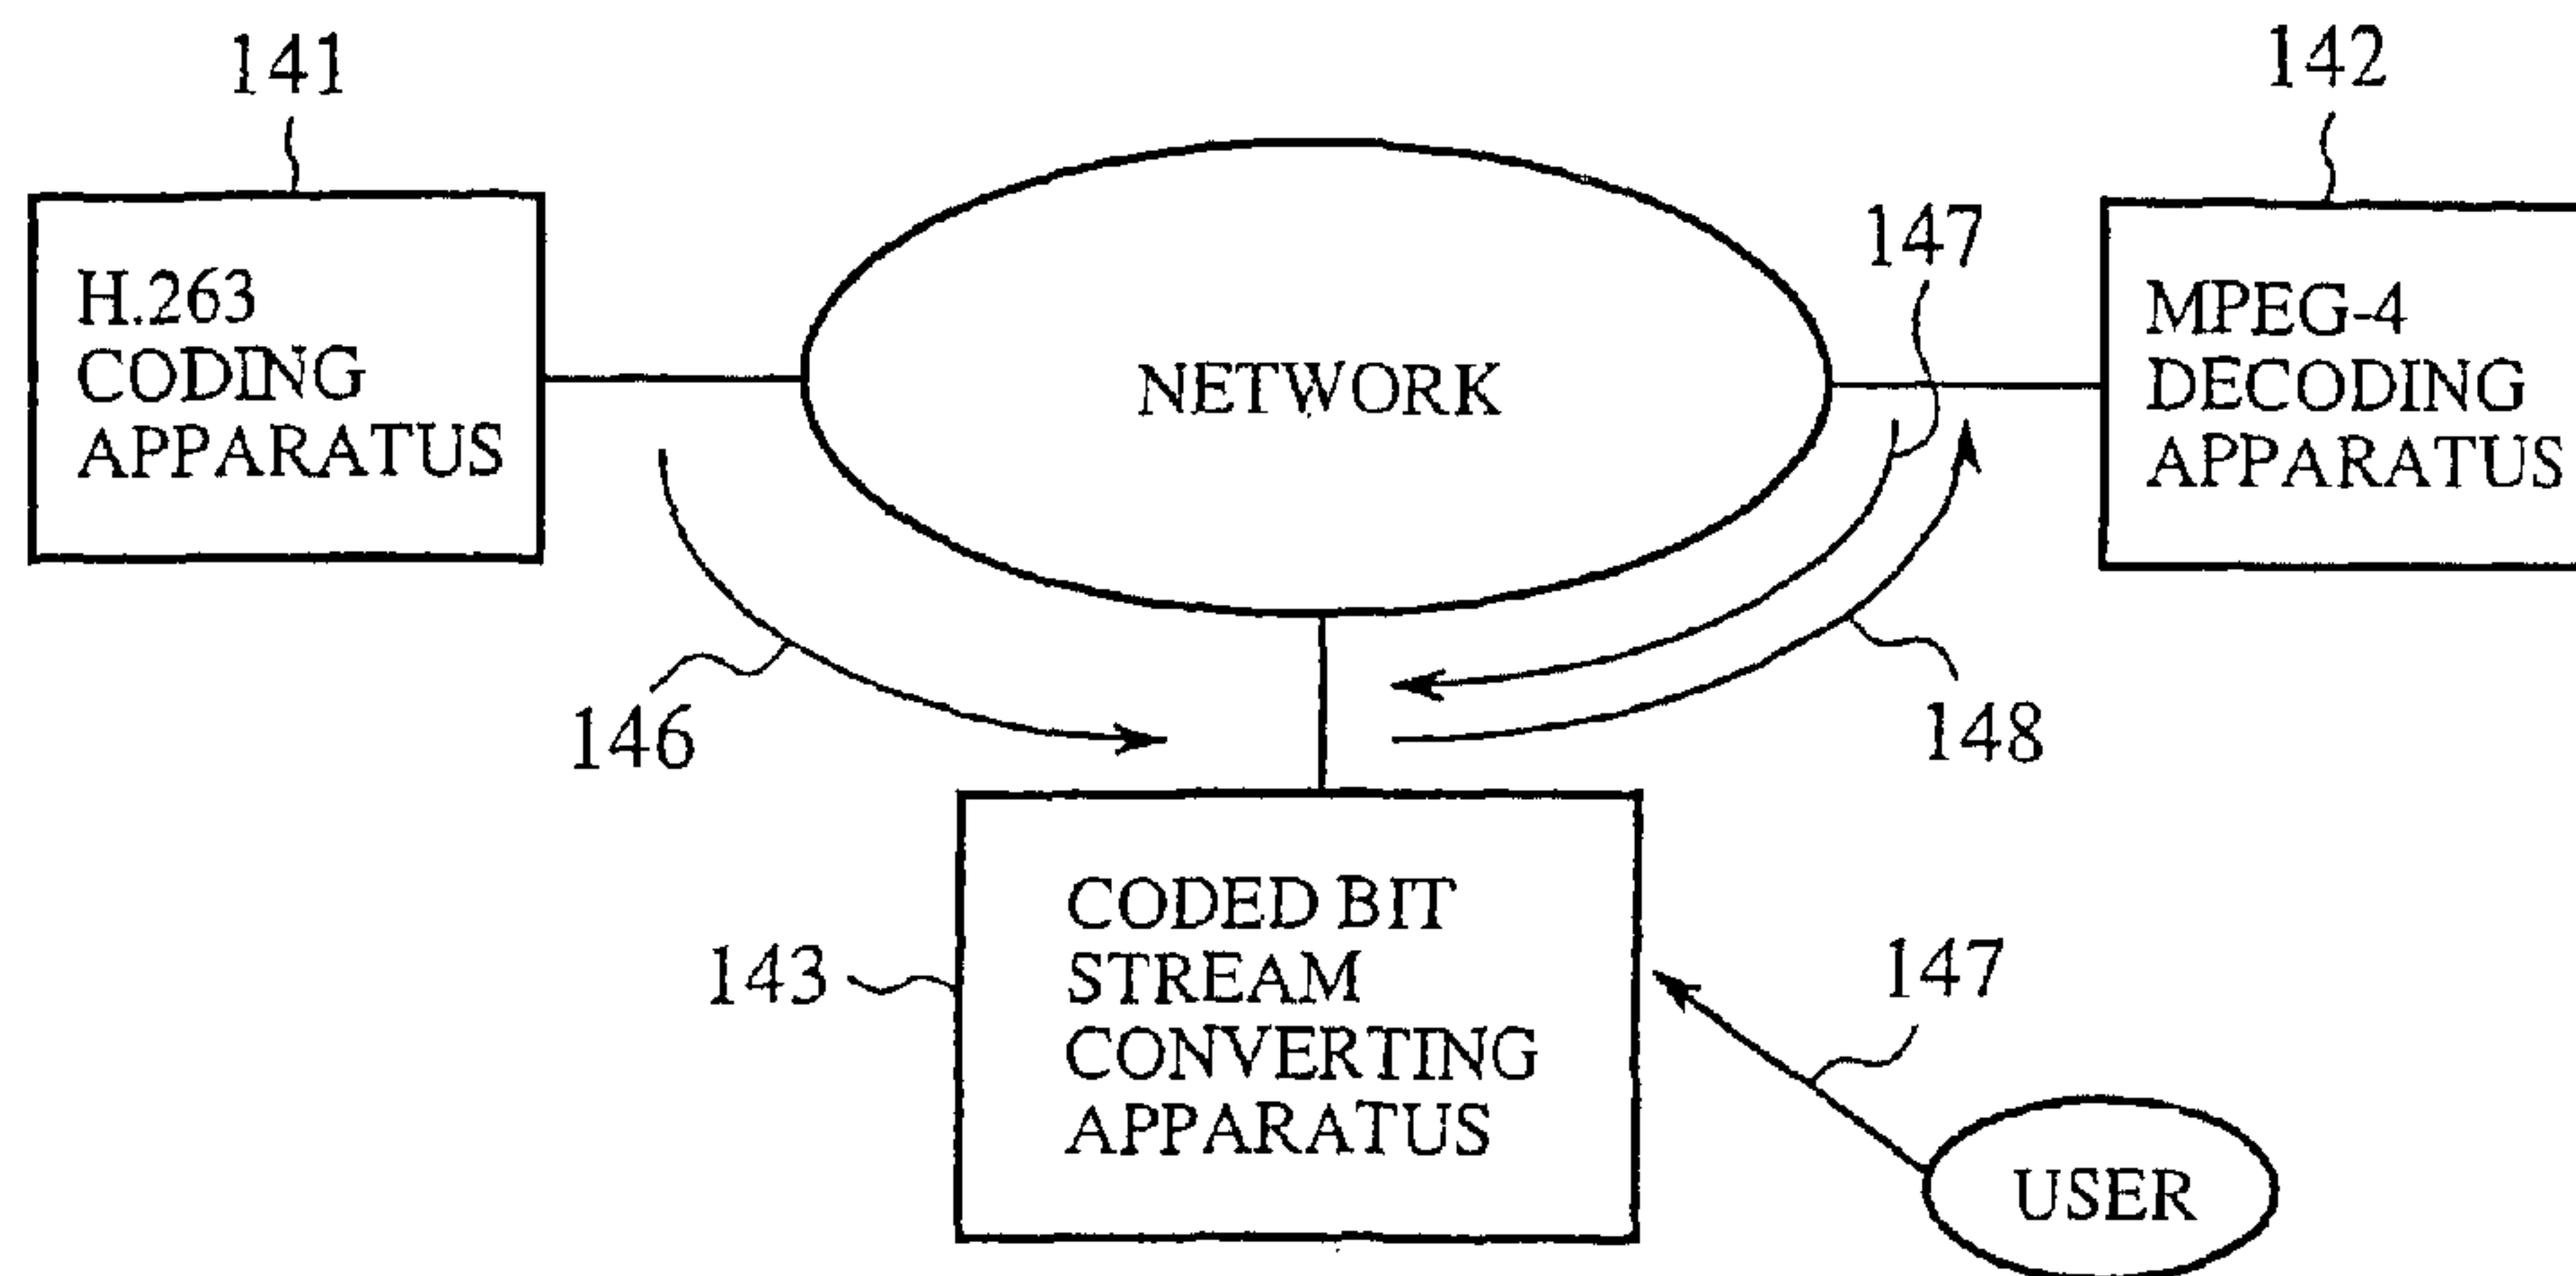 141
142
H.263
CODING
APPARATUS
NETWORK
147
MPEG-4
DECODING
APPARATUS
146
148
143
CODED BIT
STREAM
CONVERTING
APPARATUS
147
USER